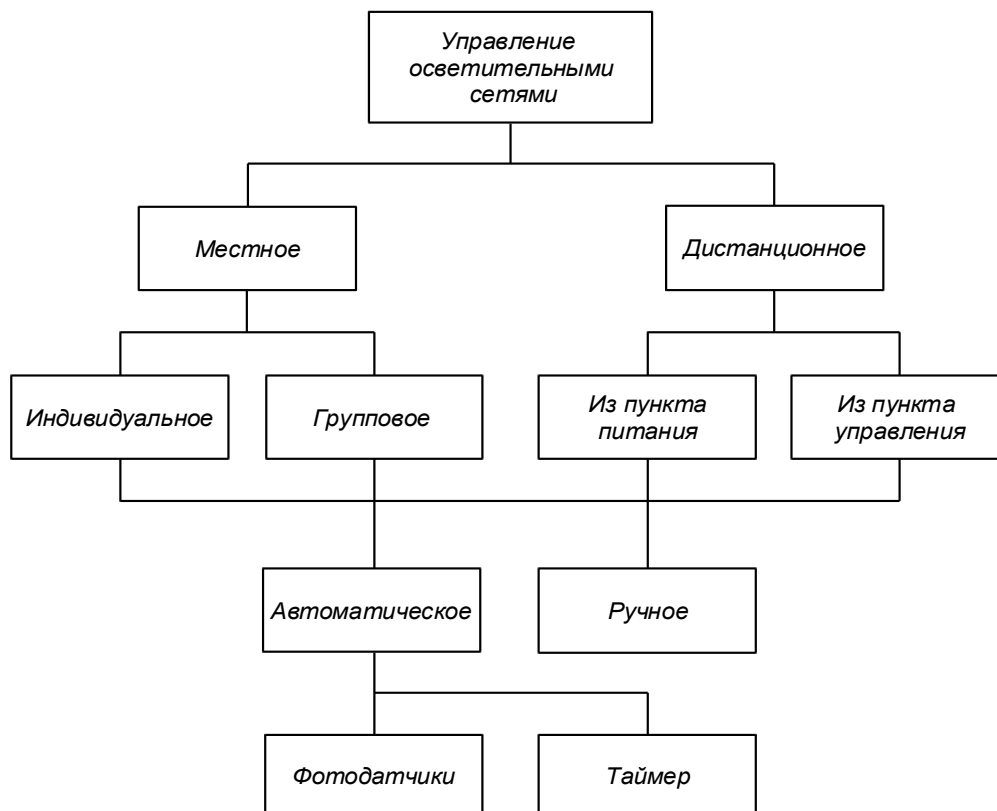 Управление
осветительными
сетями
Местное
Дистанционное
Индивидуальное
Групповое
Из пункта
питания
Из пункта
управления
Автоматическое
Ручное
Фотодатчики
Таймер